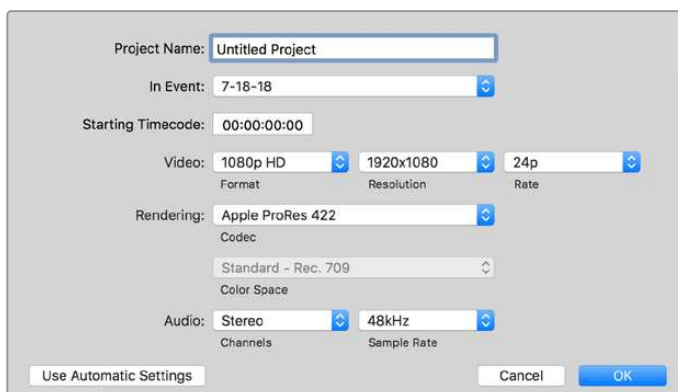 Project Name: Untitled Project
In Event: 7-18-18
Starting Timecode: 00:00:00:00
Video: 1080p HD 1920x1080 24p
Format Resolution Rate
Rendering: Apple ProRes 422
Codec
Standard - Rec. 709
Color Space
Audio: Stereo 48kHz
Channels Sample Rate
Use Automatic Settings Cancel OK